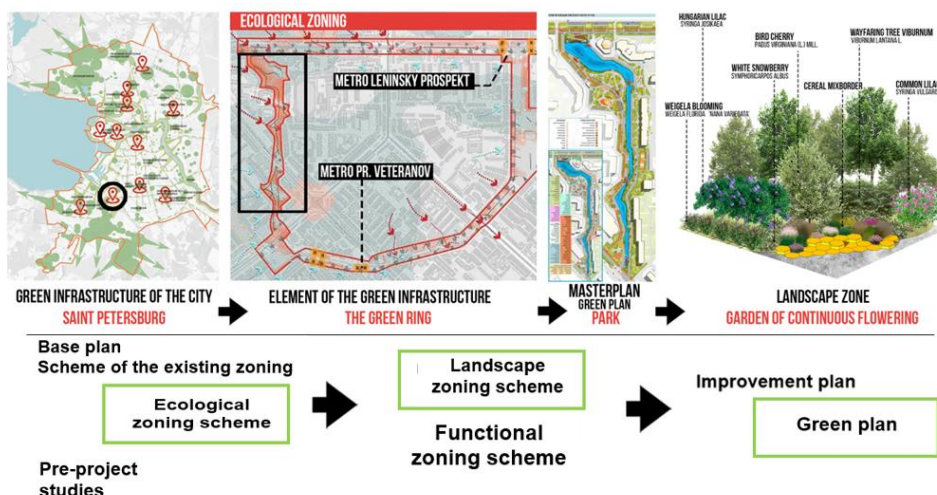 ECOLOGICAL ZONING
METRO LENINSKY PROSPEKT
METRO PR. VETERANOV
HUNGARIAN LILAC
SYRINGA JOSIKAEA
BIRD CHERRY
PADUS VIRGINIANA (L.) MILL.
WAYFARING TREE VIBURNUM
VIBURNUM LANTANA L.
WHITE SNOWBERRY
SYMPHORICARPOS ALBUS
CEREAL MIXBORDER
COMMON LILAC
SYRINGA VULGARIS
WEIGELA BLOOMING
WEIGELA FLORIDA "NANA VARIEGATA"
GREEN INFRASTRUCTURE OF THE CITY
SAINT PETERSBURG
ELEMENT OF THE GREEN INFRASTRUCTURE
THE GREEN RING
MASTERPLAN
GREEN PLAN
PARK
LANDSCAPE ZONE
GARDEN OF CONTINUOUS FLOWERING
Base plan
Scheme of the existing zoning
Ecological
zoning scheme
Landscape
zoning scheme
Functional
zoning scheme
Improvement plan
Green plan
Pre-project
studies